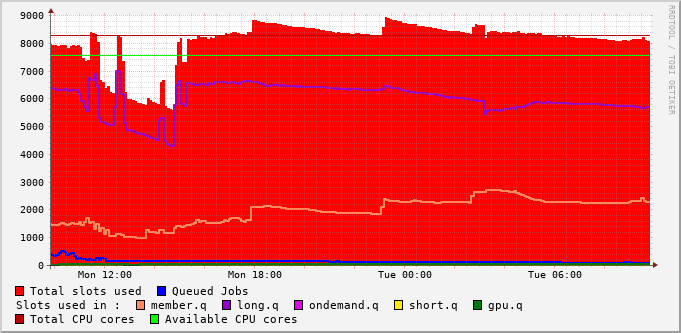 RRDTOOL / TOBI OETIKER
9000
8000
7000
6000
5000
4000
3000
2000
1000
0
Mon 12:00 Mon 18:00 Tue 00:00 Tue 06:00
Total slots used Queued Jobs
Slots used in : member.q long.q ondemand.q short.q gpu.q
Total CPU cores Available CPU cores